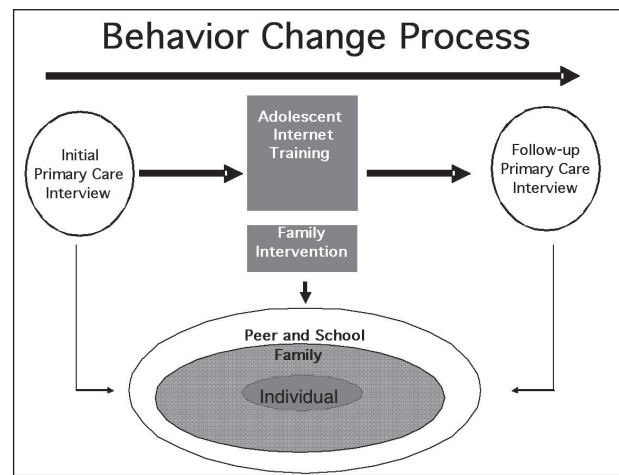 Behavior Change Process
Initial
Primary Care
Interview
Adolescent
Internet
Training
Follow-up
Primary Care
Interview
Family
Intervention
Peer and School
Family
Individual